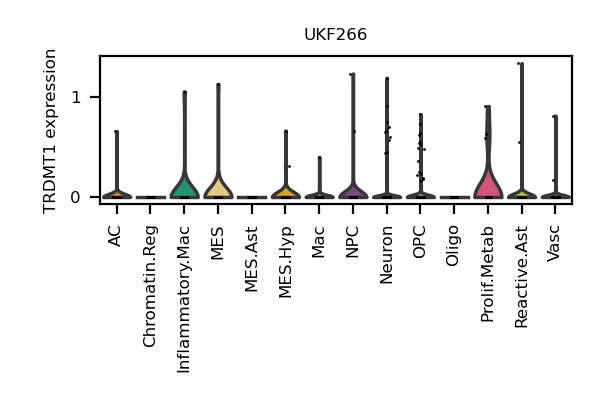 UKF266
TRDMT1 expression
1
0
AC
Chromatin.Reg
Inflammatory.Mac
MES
MES.Ast
MES.Hyp
Mac
NPC
Neuron
OPC
Oligo
Prolif.Metab
Reactive.Ast
Vasc